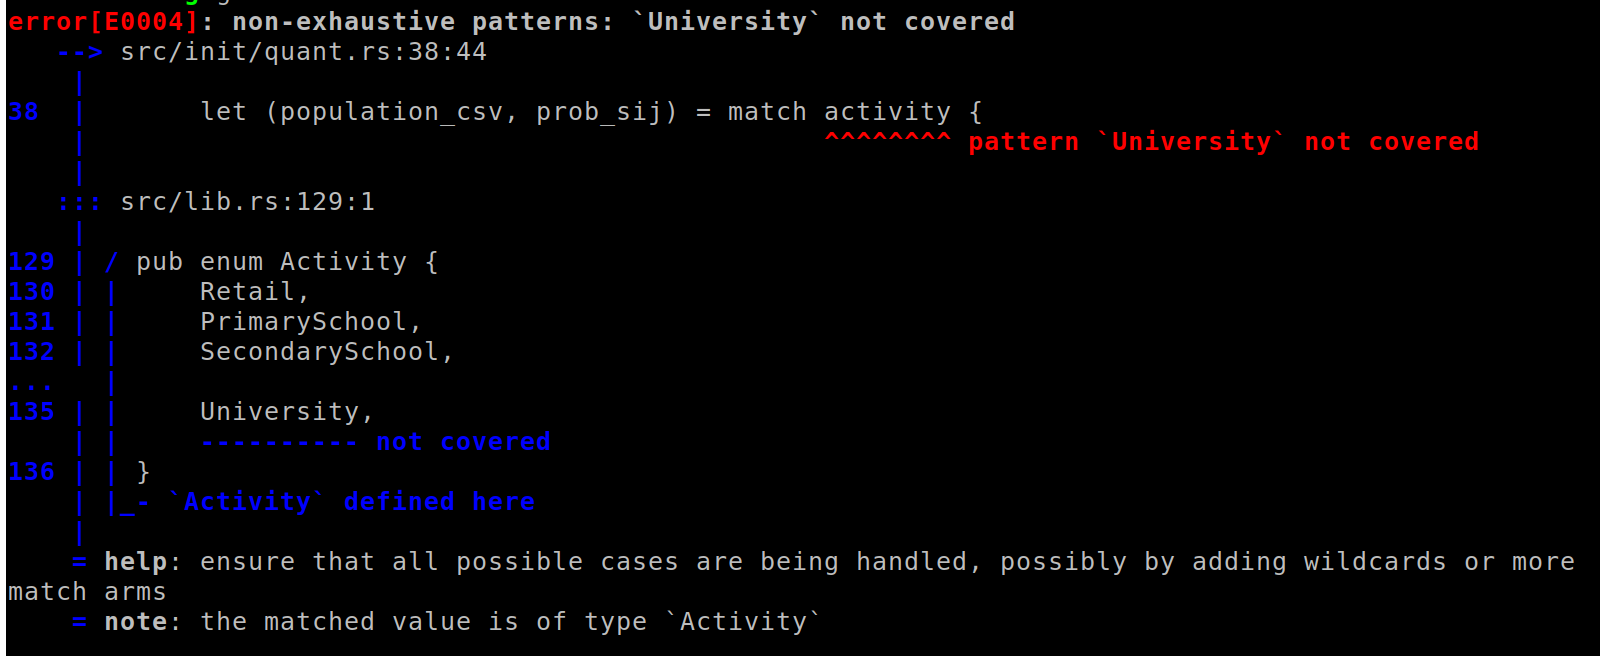 error[E0004]: non-exhaustive patterns: `University` not covered
   --> src/init/quant.rs:38:44
    |
38  |       let (population_csv, prob_sij) = match activity {
    |                                              ^^^^^^^^ pattern `University` not covered
    |
   ::: src/lib.rs:129:1
    |
129 | / pub enum Activity {
130 | |     Retail,
131 | |     PrimarySchool,
132 | |     SecondarySchool,
...   |
135 | |     University,
    | |     ---------- not covered
136 | | }
    | |_- `Activity` defined here
    |
    = help: ensure that all possible cases are being handled, possibly by adding wildcards or more
match arms
    = note: the matched value is of type `Activity`